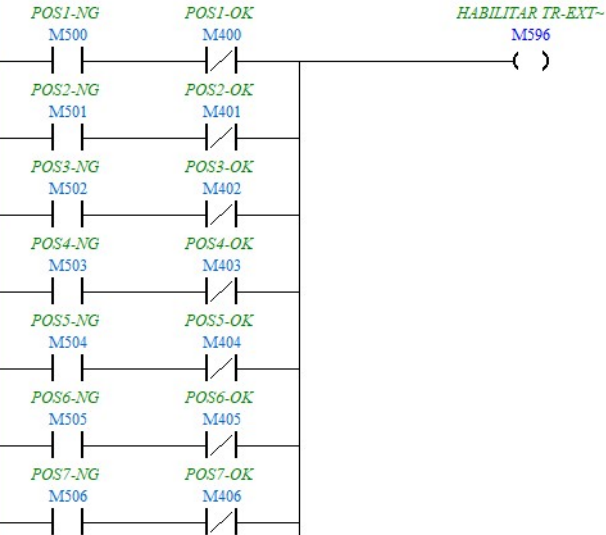 POS1-NG POS1-OK HABILITAR TR-EXT~
M500 M400 M596
POS2-NG POS2-OK
M501 M401
POS3-NG POS3-OK
M502 M402
POS4-NG POS4-OK
M503 M403
POS5-NG POS5-OK
M504 M404
POS6-NG POS6-OK
M505 M405
POS7-NG POS7-OK
M506 M406